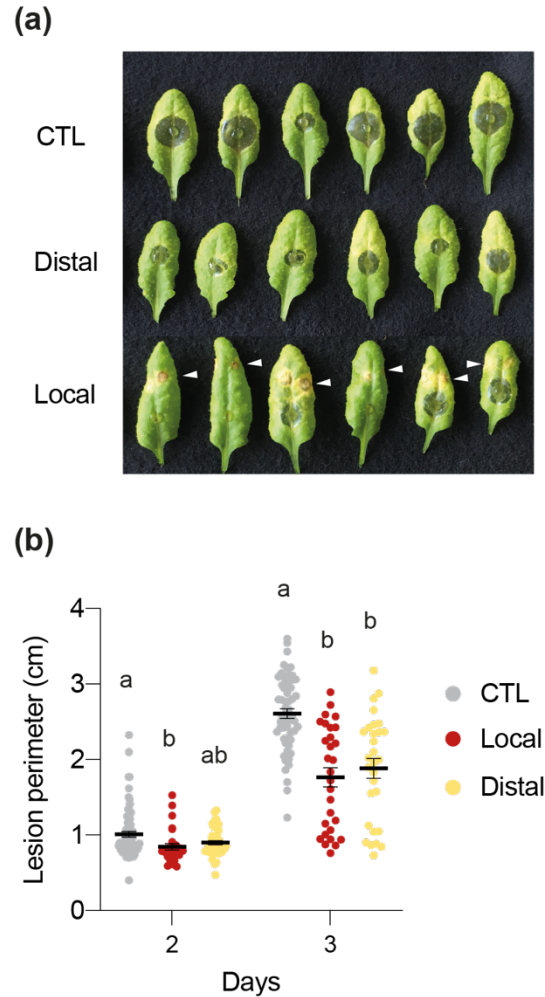 (a)
CTL
Distal
Local
(b)
Lesion perimeter (cm)
4
3
2
1
0
a
b
ab
a
b
b
2
3
Days
CTL
Local
Distal